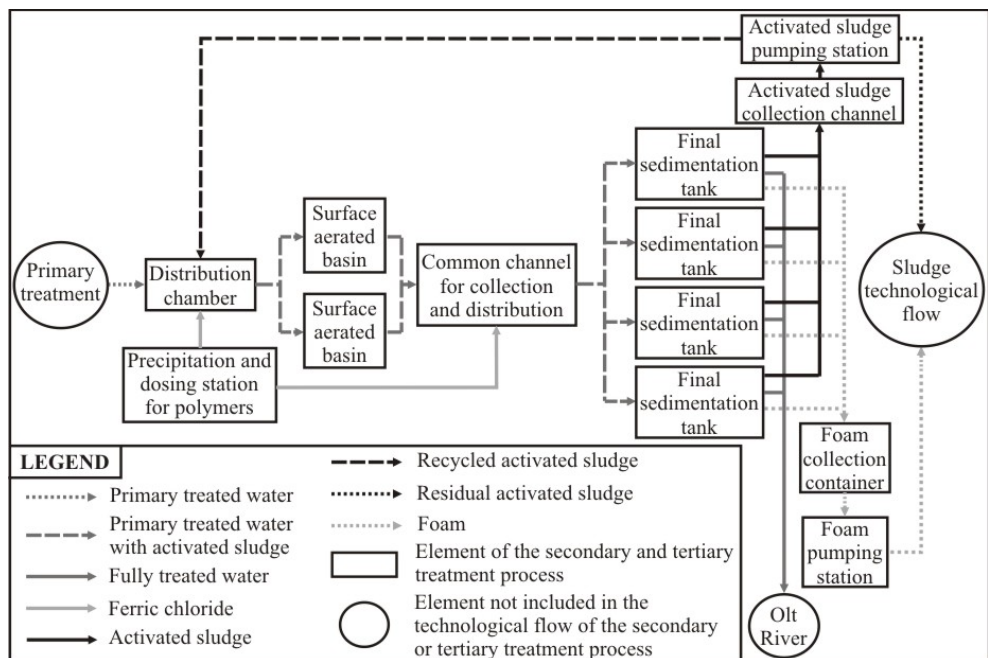 Activated sludge
pumping station
Activated sludge
collection channel
Final
sedimentation
tank
Surface
aerated
basin
Final
sedimentation
tank
Primary
treatment
Distribution
chamber
Common channel
for collection
and distribution
Sludge
technological
flow
Surface
aerated
basin
Final
sedimentation
tank
Precipitation and
dosing station
for polymers
Final
sedimentation
tank
Foam
collection
container
Foam
pumping
station
Olt
River
LEGEND
Primary treated water
Primary treated water
with activated sludge
Fully treated water
Ferric chloride
Activated sludge
Recycled activated sludge
Residual activated sludge
Foam
Element of the secondary and tertiary
treatment process
Element not included in the
technological flow of the secondary
or tertiary treatment process